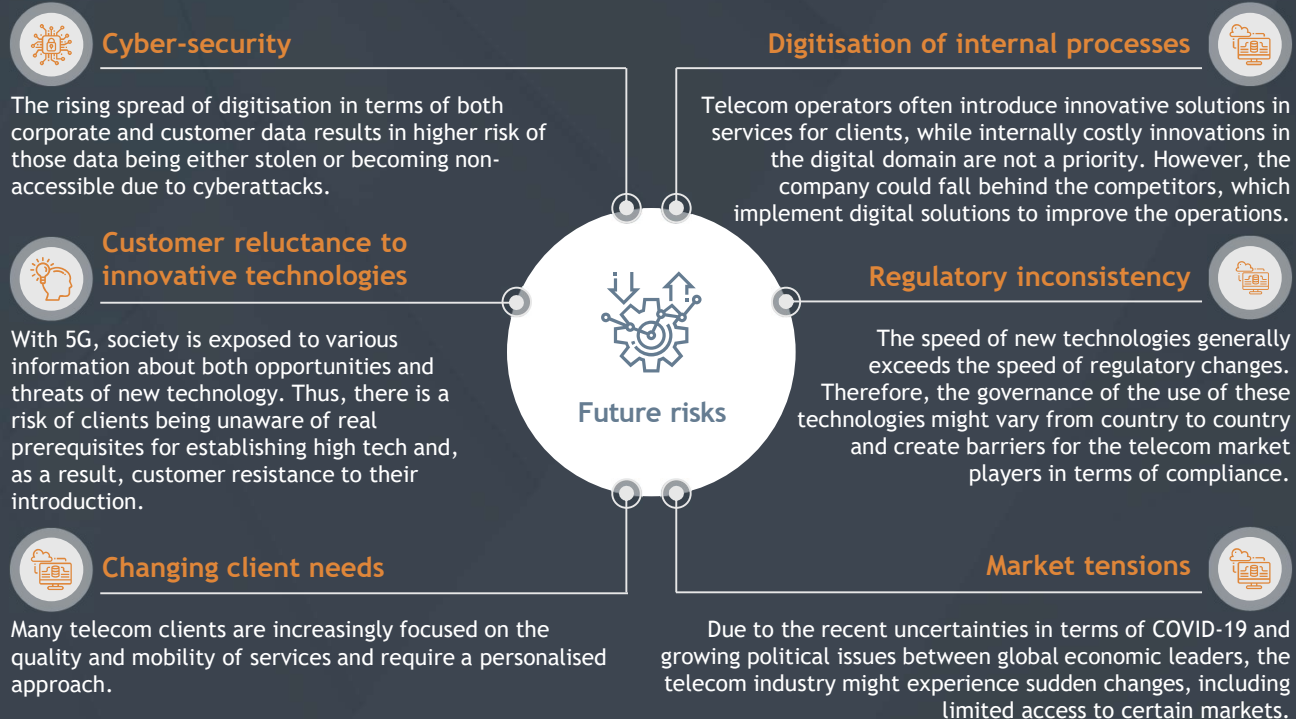 Cyber-security
The rising spread of digitisation in terms of both
corporate and customer data results in higher risk of
those data being either stolen or becoming non-
accessible due to cyberattacks.
Customer reluctance to
innovative technologies
With 5G, society is exposed to various
information about both opportunities and
threats of new technology. Thus, there is a
risk of clients being unaware of real
prerequisites for establishing high tech and,
as a result, customer resistance to their
introduction.
Changing client needs
Many telecom clients are increasingly focused on the
quality and mobility of services and require a personalised
approach.
Future risks
Digitisation of internal processes
Telecom operators often introduce innovative solutions in
services for clients, while internally costly innovations in
the digital domain are not a priority. However, the
company could fall behind the competitors, which
implement digital solutions to improve the operations.
Regulatory inconsistency
The speed of new technologies generally
exceeds the speed of regulatory changes.
Therefore, the governance of the use of these
technologies might vary from country to country
and create barriers for the telecom market
players in terms of compliance.
Market tensions
Due to the recent uncertainties in terms of COVID-19 and
growing political issues between global economic leaders, the
telecom industry might experience sudden changes, including
limited access to certain markets.